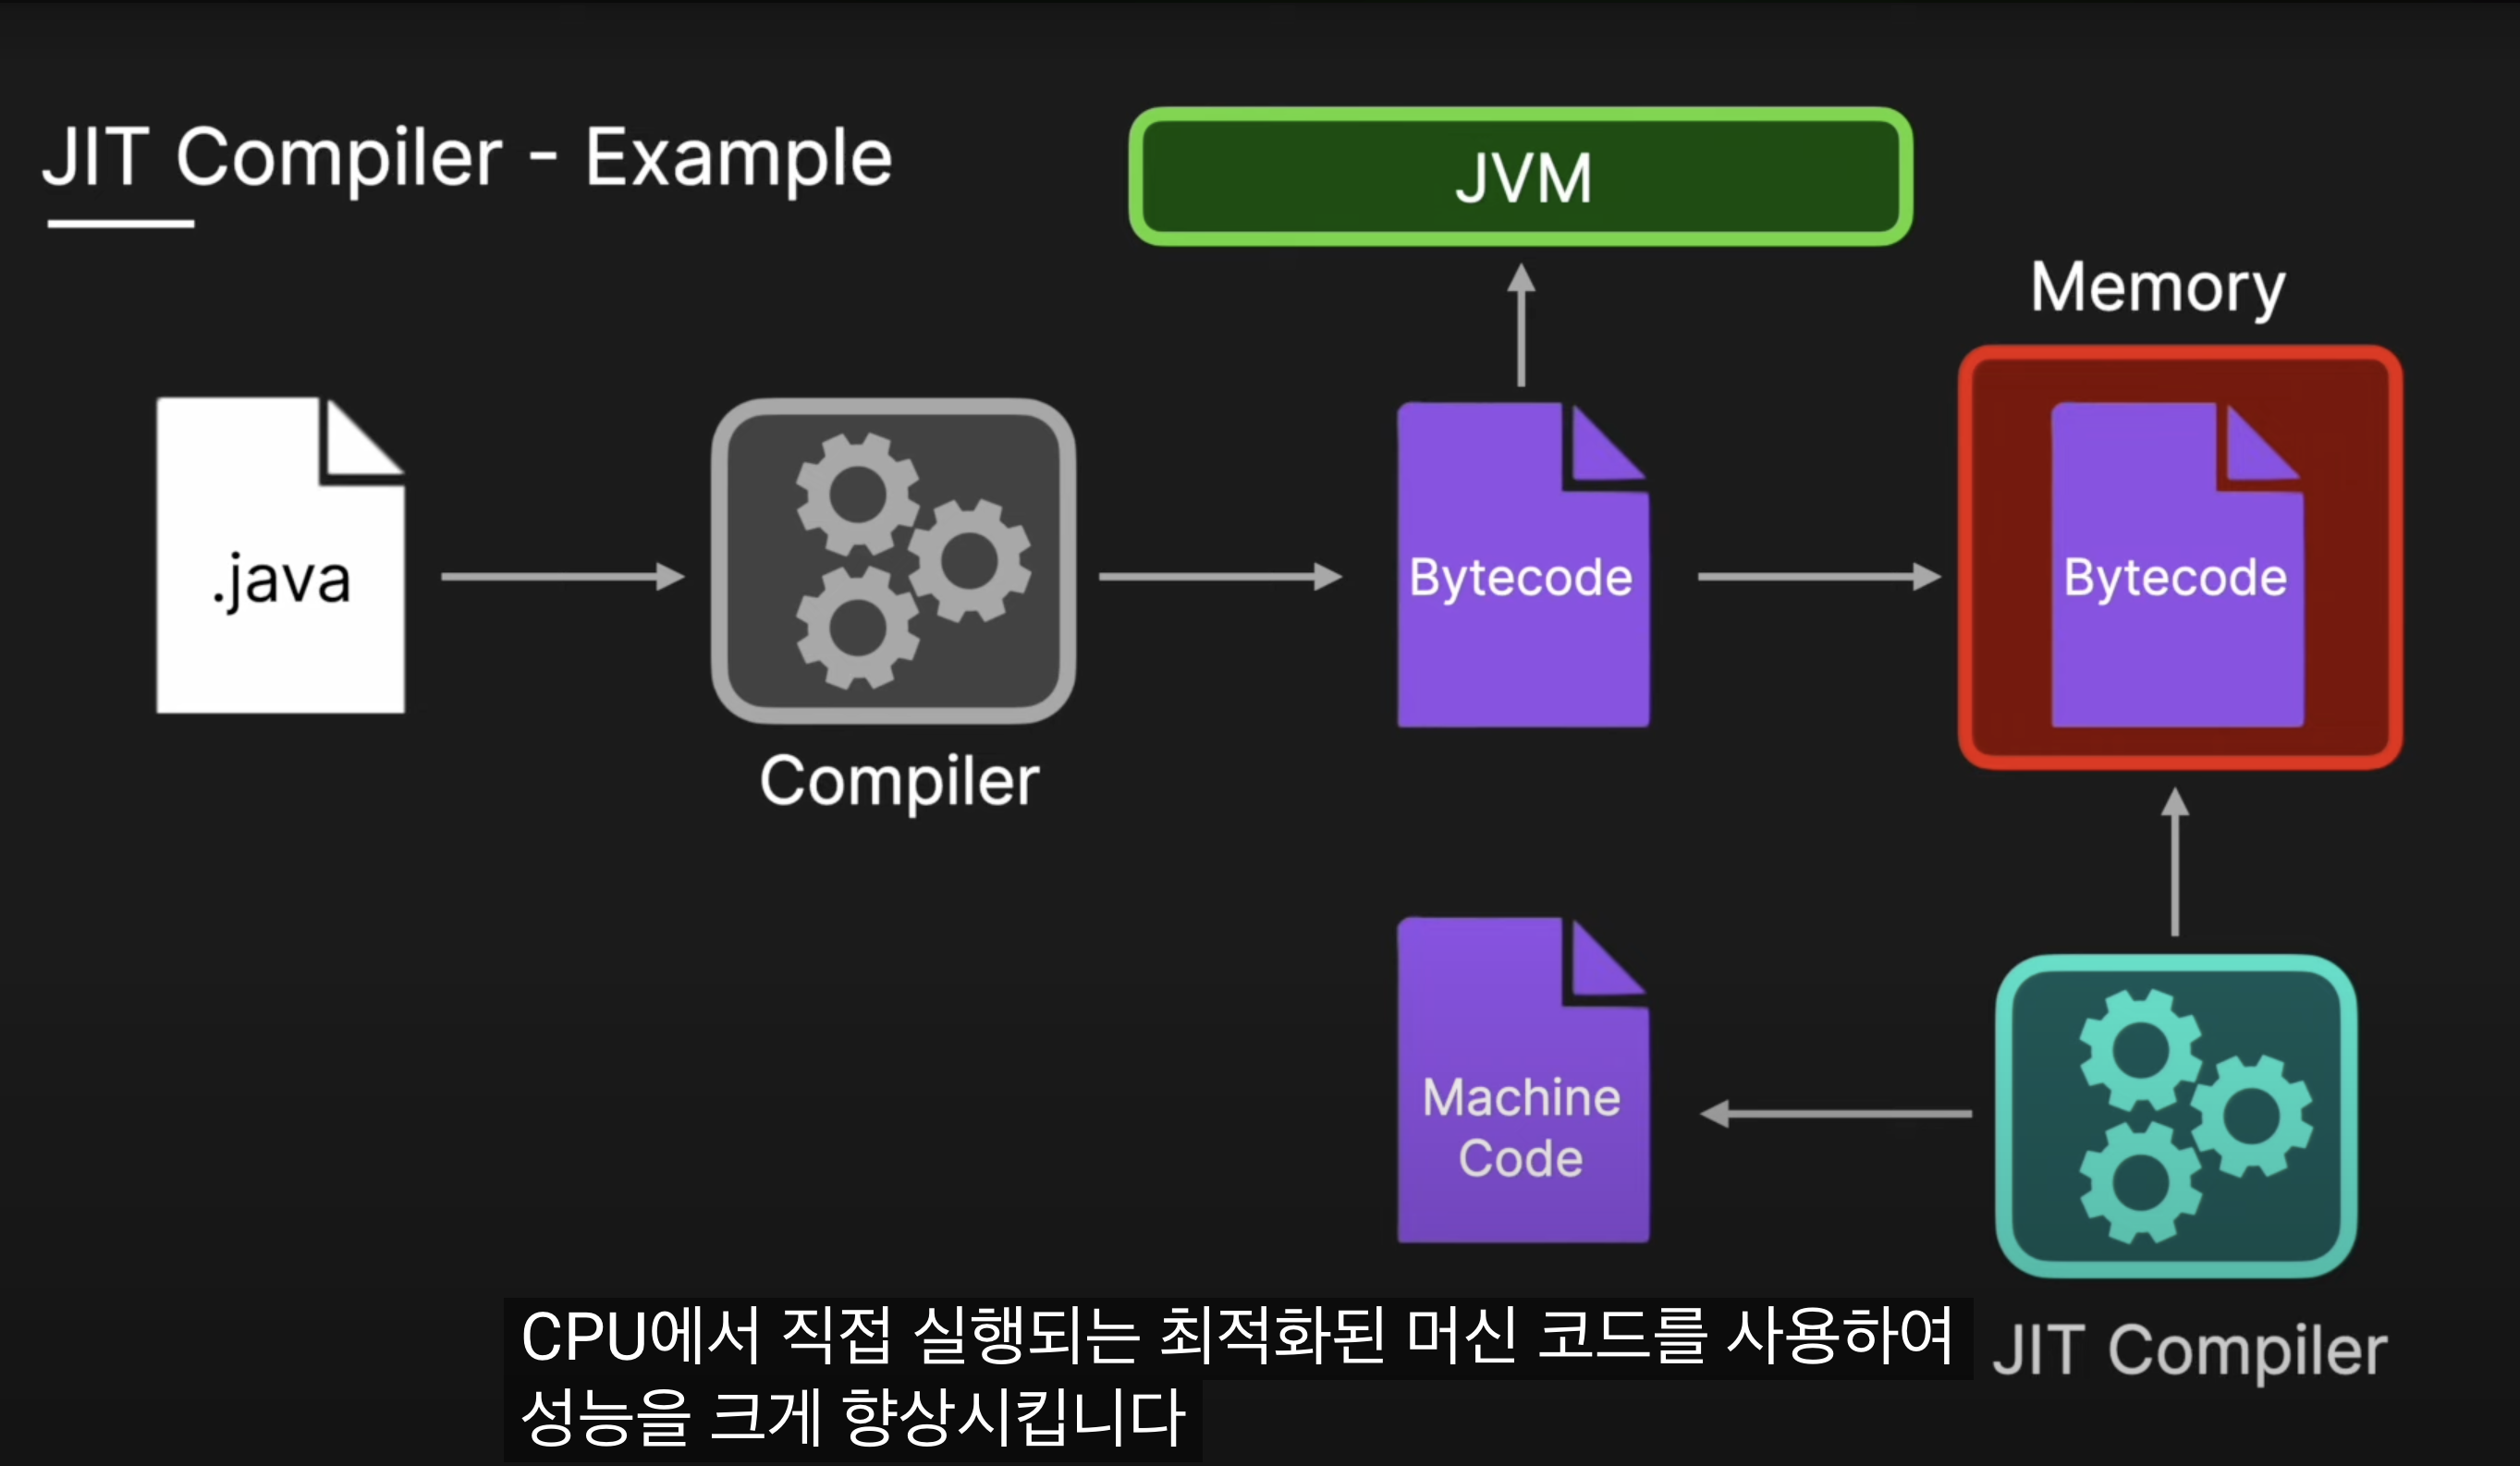 JIT Compiler - Example
JVM
Memory
.java
Compiler
Bytecode
Bytecode
Machine
Code
JIT Compiler
CPU에서 직접 실행되는 최적화된 머신 코드를 사용하여
성능을 크게 향상시킵니다